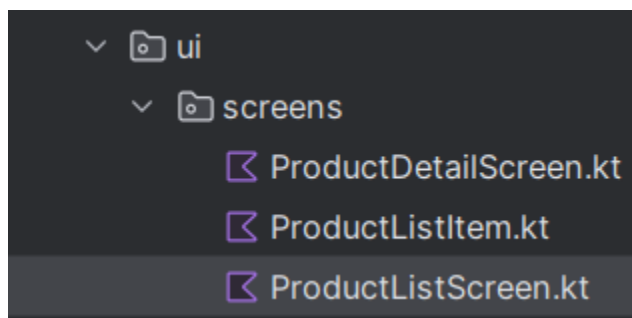 ui
screens
ProductDetailScreen.kt
ProductListItem.kt
ProductListScreen.kt